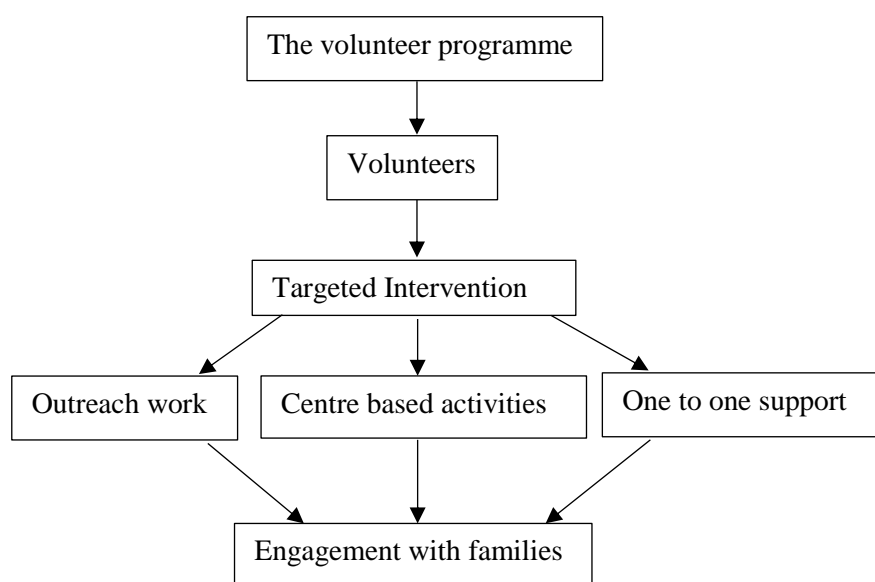 The volunteer programme
Volunteers
Targeted Intervention
Outreach work
Centre based activities
One to one support
Engagement with families